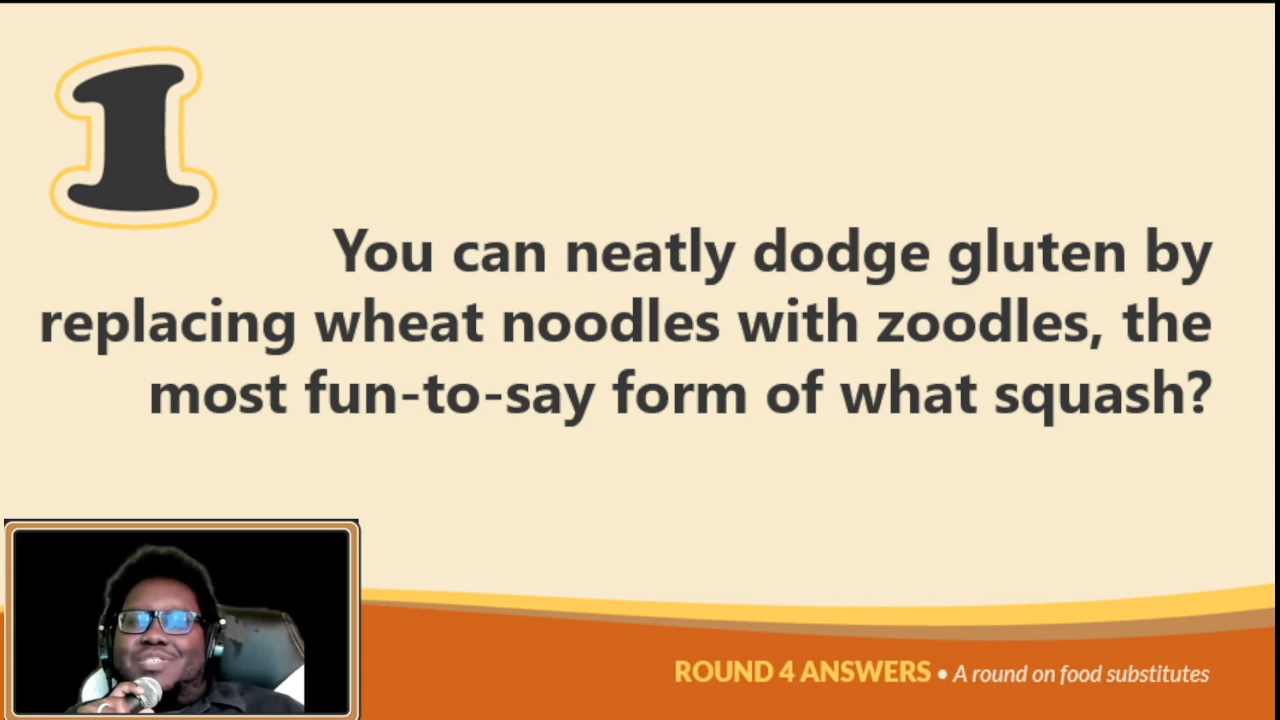 1
You can neatly dodge gluten by
replacing wheat noodles with zoodles, the
most fun-to-say form of what squash?
ROUND 4 ANSWERS • A round on food substitutes